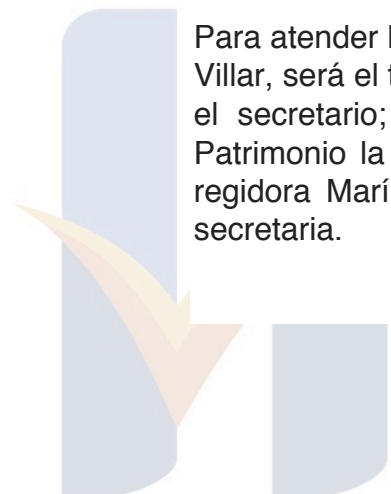 Para atender
Villar, será el
el secretario;
Patrimonio la
regidora Marí
secretaria.